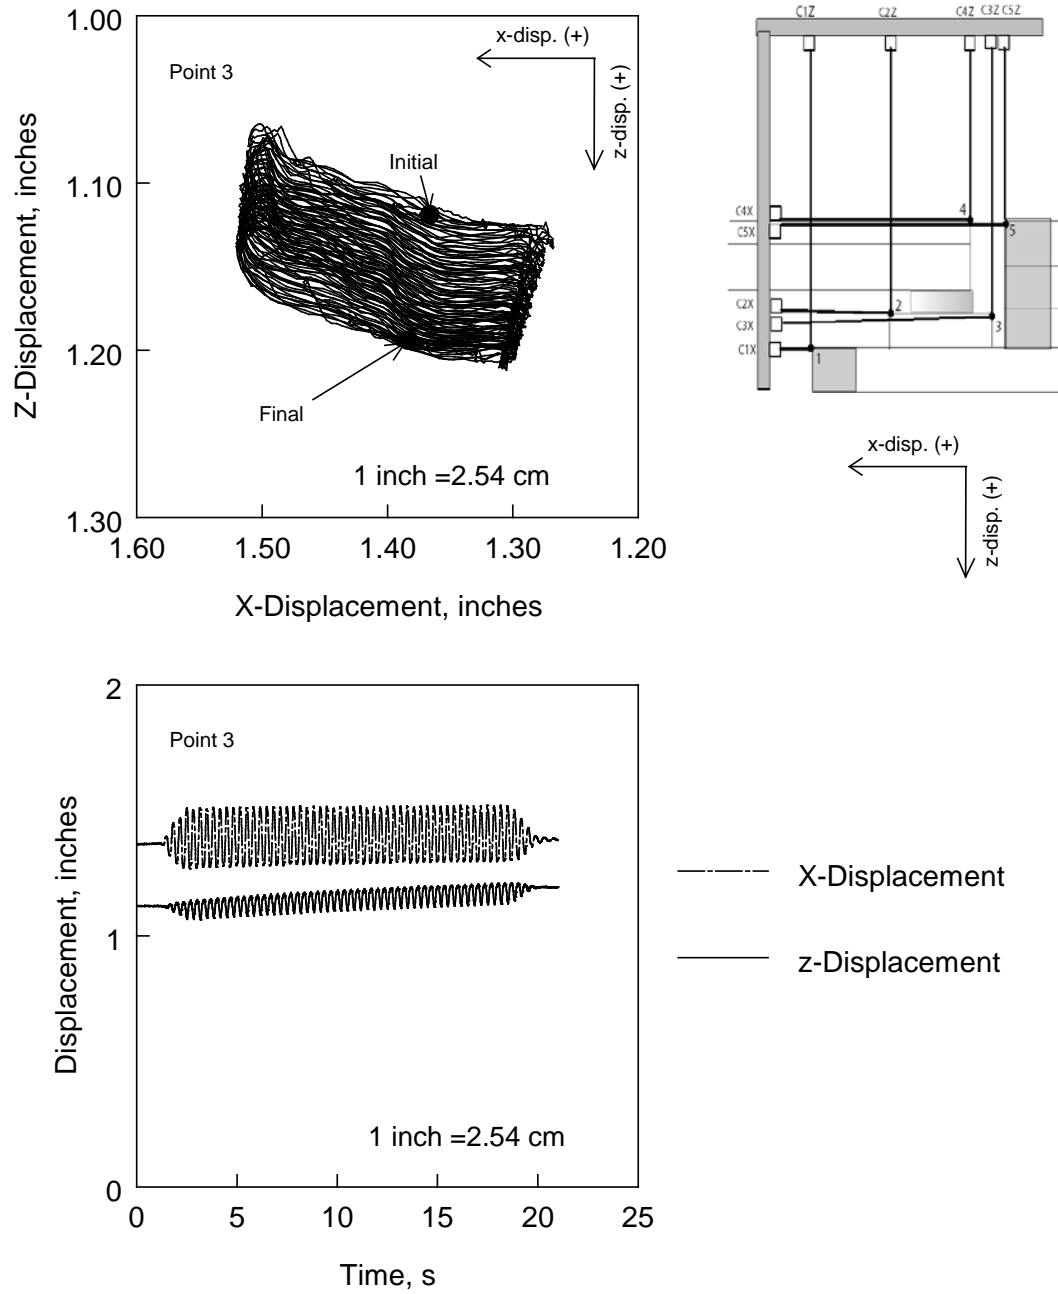 1.00
x-disp. (+)
Point 3
z-disp. (+)
Z-Displacement, inches
1.10
Initial
1.20
Final
1 inch =2.54 cm
1.30
1.60 1.50 1.40 1.30 1.20
X-Displacement, inches
C1Z C2Z C4Z C3Z C5Z
C4X
4
C5X
5
C2X
2
C3X
3
C1X
1
x-disp. (+)
z-disp. (+)
2
Point 3
Displacement, inches
1
1 inch =2.54 cm
0
0 5 10 15 20 25
Time, s
X-Displacement
z-Displacement